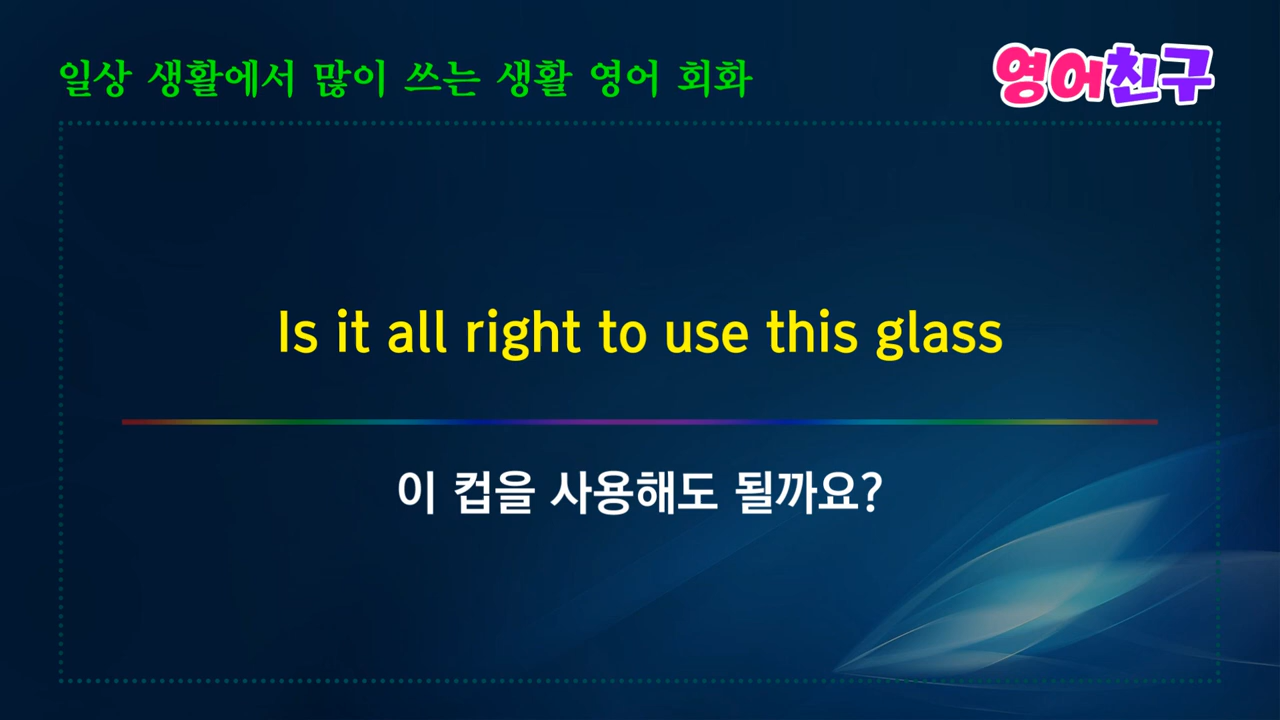 일상 생활에서 많이 쓰는 생활 영어 회화
영어친구
Is it all right to use this glass
이 컵을 사용해도 될까요?